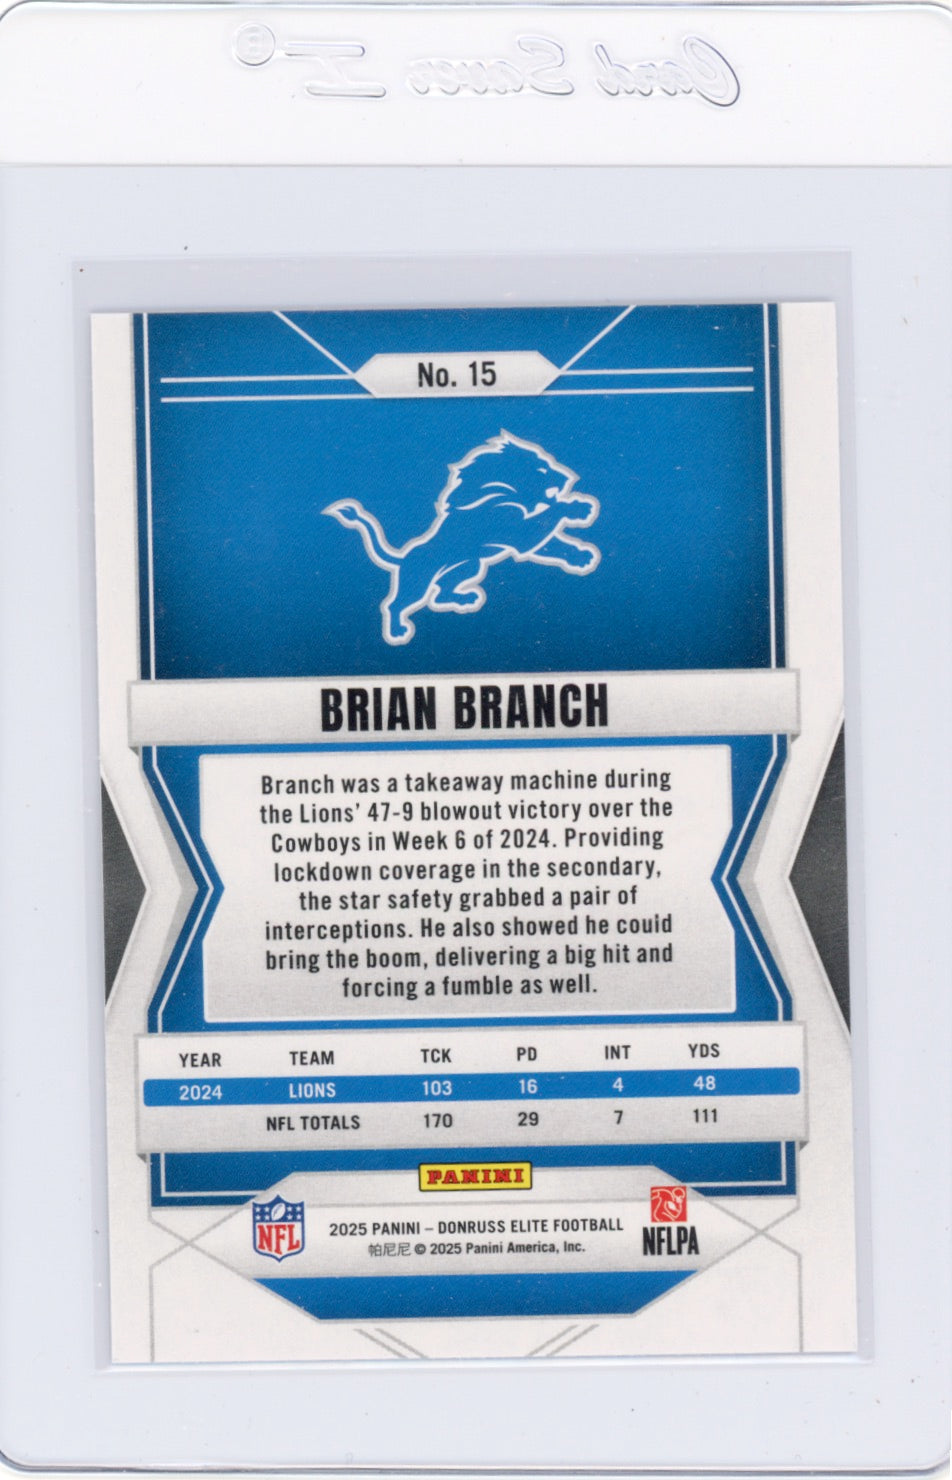 Card Saver I®
No. 15
BRIAN BRANCH
Branch was a takeaway machine during
the Lions' 47-9 blowout victory over the
Cowboys in Week 6 of 2024. Providing
lockdown coverage in the secondary,
the star safety grabbed a pair of
interceptions. He also showed he could
bring the boom, delivering a big hit and
forcing a fumble as well.
YEAR TEAM TCK PD INT YDS
2024 LIONS 103 16 4 48
NFL TOTALS 170 29 7 111
PANINI
NFL
2025 PANINI – DONRUSS ELITE FOOTBALL
帕尼尼 © 2025 Panini America, Inc.
NFLPA